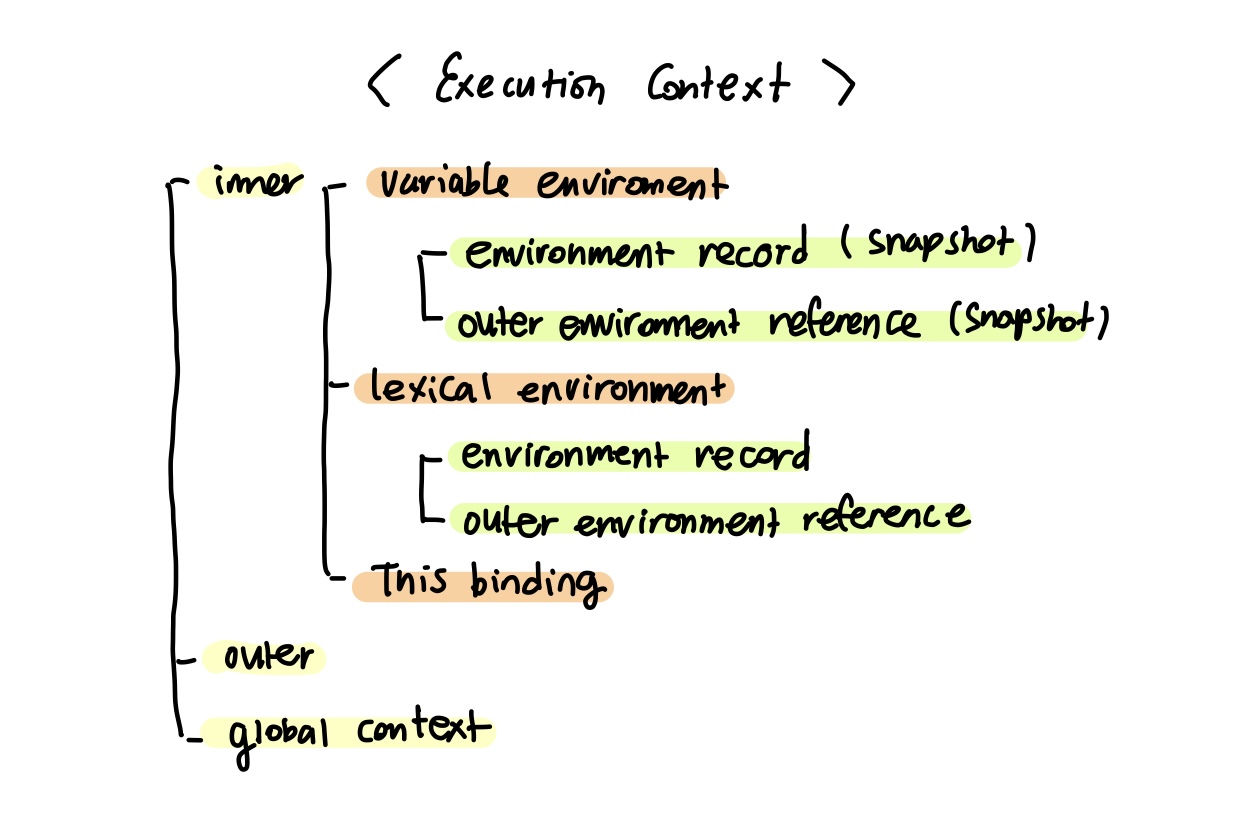 < Execution Context >
inner
variable enviroment
environment record (snapshot)
outer environment reference (snapshot)
lexical environment
environment record
outer environment reference
This binding
outer
global context